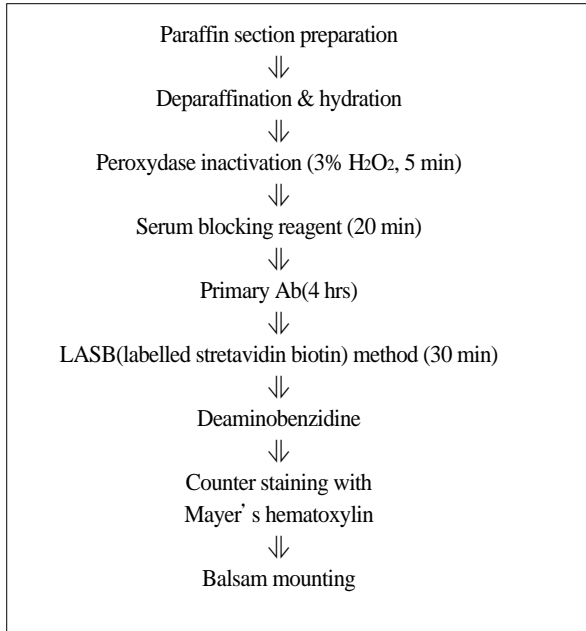 Paraffin section preparation
⇓
Deparaffination & hydration
⇓
Peroxydase inactivation (3% H₂O₂, 5 min)
⇓
Serum blocking reagent (20 min)
⇓
Primary Ab(4 hrs)
⇓
LASB(labelled stretavidin biotin) method (30 min)
⇓
Deaminobenzidine
⇓
Counter staining with
Mayer’ s hematoxylin
⇓
Balsam mounting